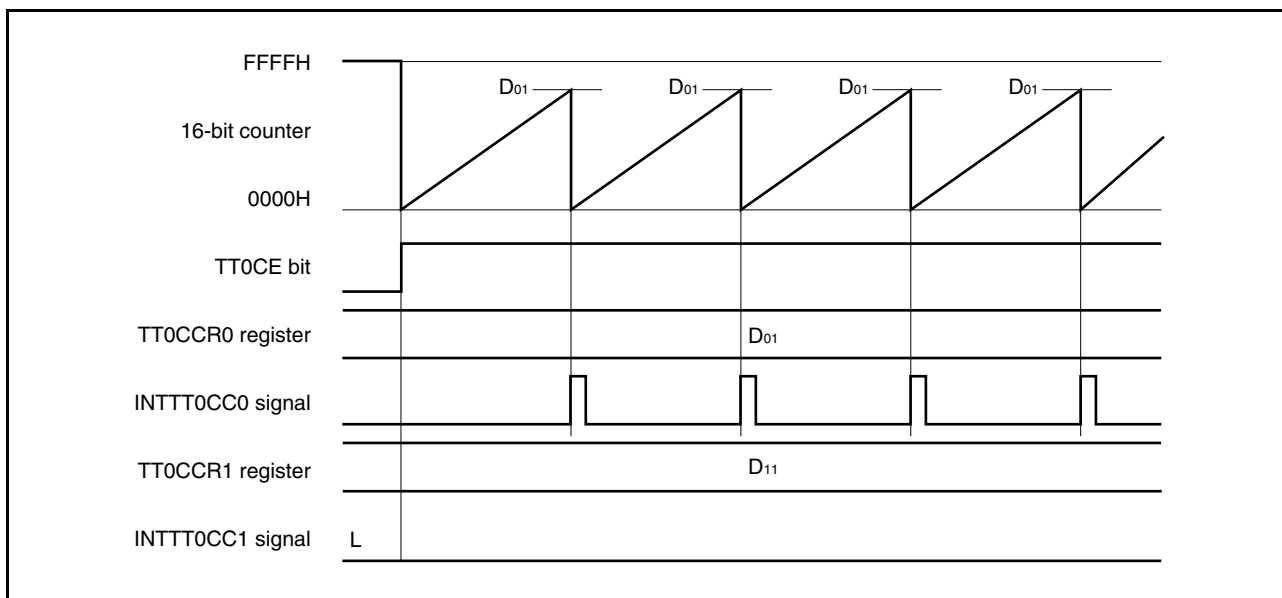 FFFFH
D01 D01 D01 D01
16-bit counter
0000H
TT0CE bit
TT0CCR0 register D01
INTTT0CC0 signal
TT0CCR1 register D11
INTTT0CC1 signal L